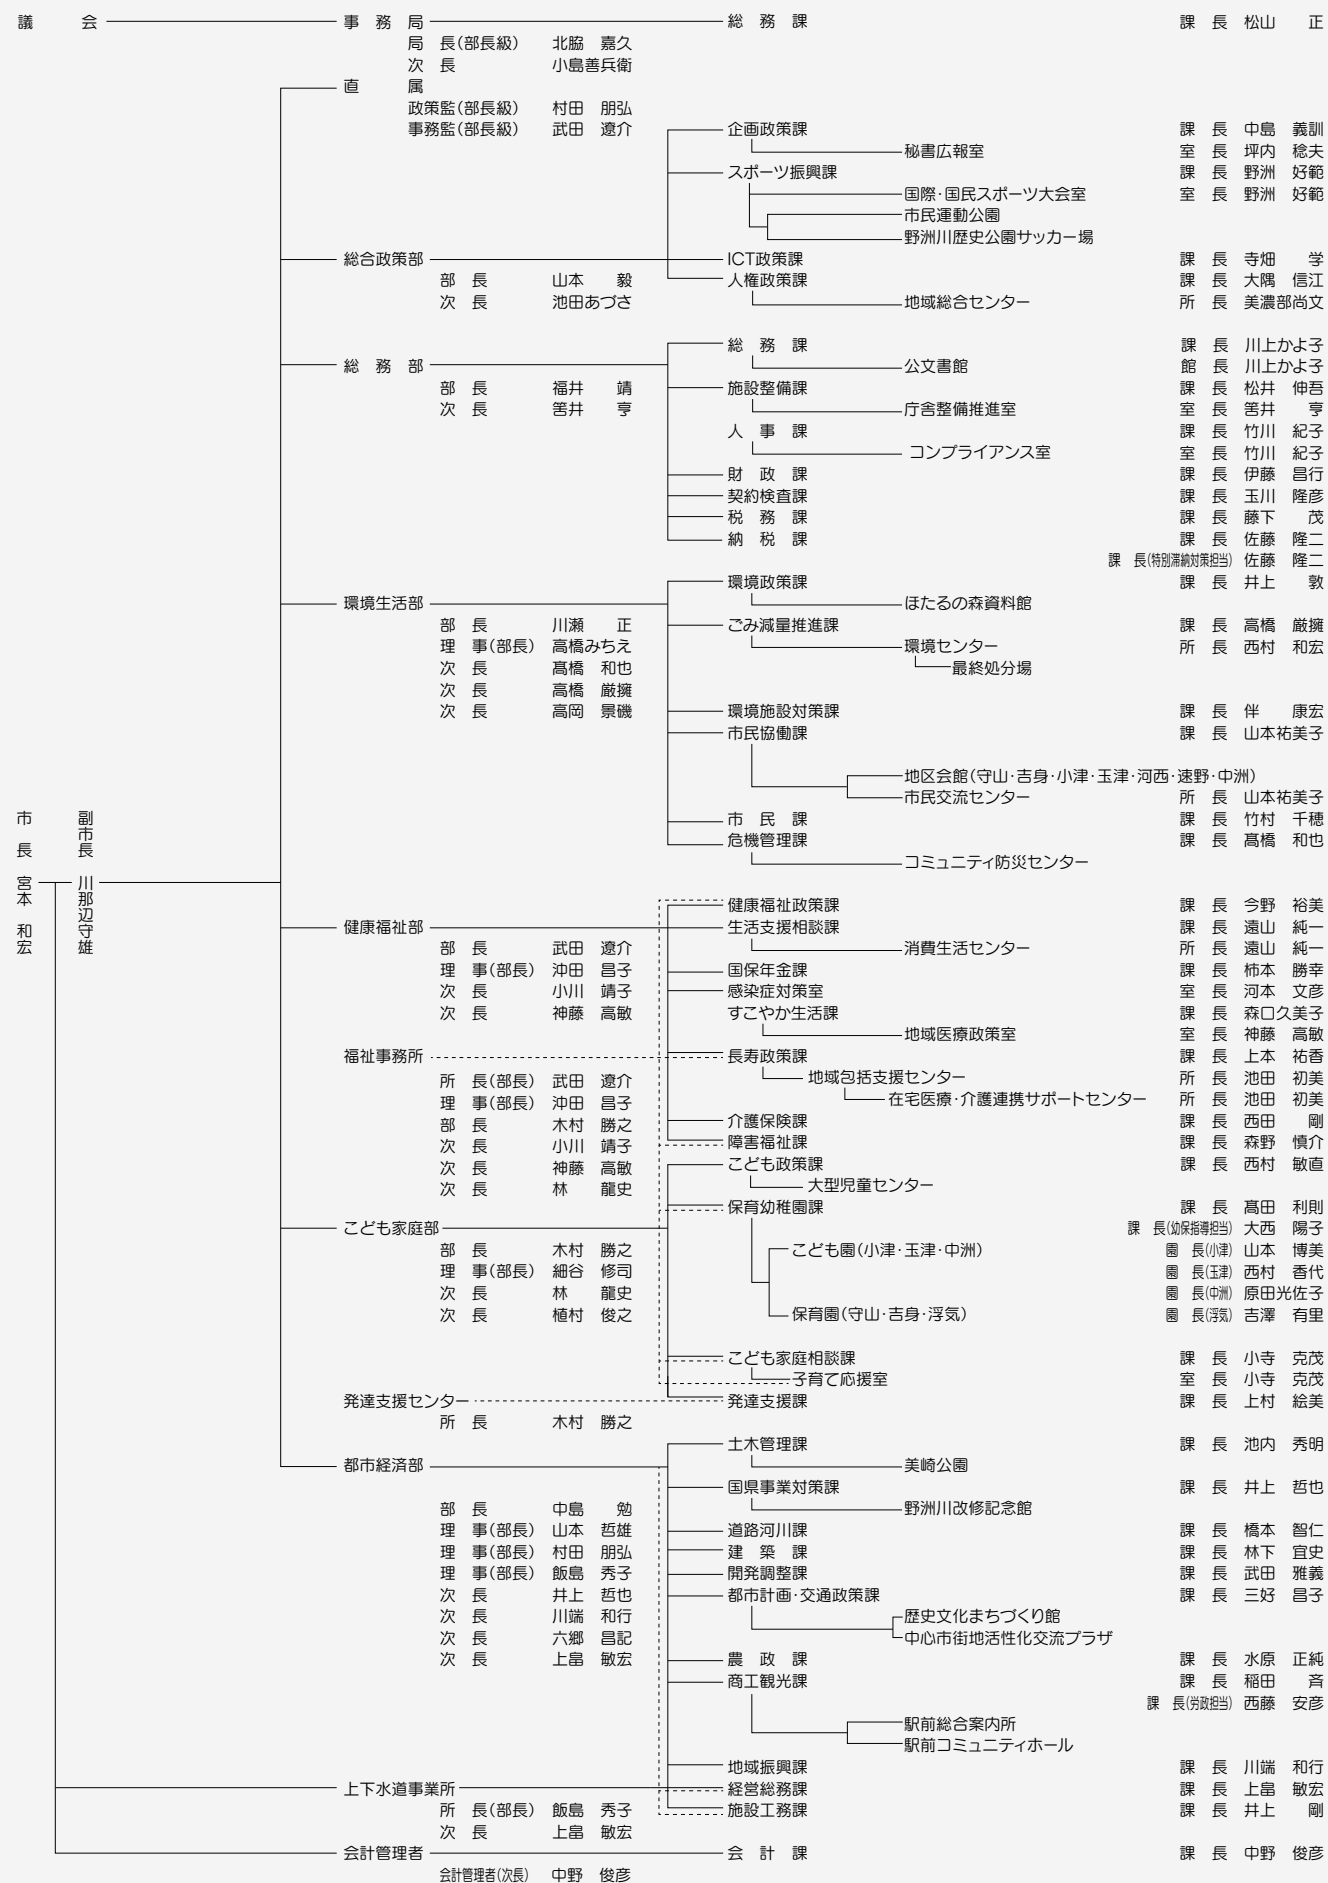 議　会　事　務　局　総　務　課　課　長　松山　正
局　長(部長級)　北脇　嘉久
次　長　小島善兵衛
直　属
政策監(部長級)　村田　朋弘
事務監(部長級)　武田　遼介　企画政策課　課　長　中島　義訓
秘書広報室　室　長　坪内　稔夫
スポーツ振興課　課　長　野洲　好範
国際・国民スポーツ大会室　室　長　野洲　好範
市民運動公園
野洲川歴史公園サッカー場
総合政策部　ICT政策課　課　長　寺畑　学
部　長　山本　毅　人権政策課　課　長　大隅　信江
次　長　池田あづさ　地域総合センター　所　長　美濃部尚文
総　務　課　課　長　川上かよ子
総　務　部　公文書館　館　長　川上かよ子
部　長　福井　靖　施設整備課　課　長　松井　伸吾
次　長　筈井　亨　庁舎整備推進室　室　長　筈井　亨
人　事　課　課　長　竹川　紀子
コンプライアンス室　室　長　竹川　紀子
財　政　課　課　長　伊藤　昌行
契約検査課　課　長　玉川　隆彦
税　務　課　課　長　藤下　茂
納　税　課　課　長　佐藤　隆二
課　長(特別滞納対策担当)　佐藤　隆二
環境政策課　課　長　井上　敦
環境生活部　ほたるの森資料館
部　長　川瀬　正　ごみ減量推進課　課　長　高橋　厳擁
理　事(部長)　高橋みちえ　環境センター　所　長　西村　和宏
次　長　髙橋　和也　最終処分場
次　長　高橋　厳擁
次　長　高岡　景磯　環境施設対策課　課　長　伴　康宏
市民協働課　課　長　山本祐美子
地区会館(守山・吉身・小津・玉津・河西・速野・中洲)
市民交流センター　所　長　山本祐美子
市　民　課　課　長　竹村　千穂
危機管理課　課　長　髙橋　和也
コミュニティ防災センター
市　長　宮本　和宏
副市長　川那辺守雄
健康福祉政策課　課　長　今野　裕美
健康福祉部　生活支援相談課　課　長　遠山　純一
部　長　武田　遼介　消費生活センター　所　長　遠山　純一
理　事(部長)　沖田　昌子　国保年金課　課　長　柿本　勝幸
次　長　小川　靖子　感染症対策室　室　長　河本　文彦
次　長　神藤　高敏　すこやか生活課　課　長　森口久美子
地域医療政策室　室　長　神藤　高敏
福祉事務所　長寿政策課　課　長　上本　祐香
所　長(部長)　武田　遼介　地域包括支援センター　所　長　池田　初美
理　事(部長)　沖田　昌子　在宅医療・介護連携サポートセンター　所　長　池田　初美
部　長　木村　勝之　介護保険課　課　長　西田　剛
次　長　小川　靖子　障害福祉課　課　長　森野　慎介
次　長　神藤　高敏　こども政策課　課　長　西村　敏直
次　長　林　龍史　大型児童センター
保育幼稚園課　課　長　髙田　利則
こども家庭部　課　長(幼保指導担当)　大西　陽子
部　長　木村　勝之　こども園(小津・玉津・中洲)　園　長(小津)　山本　博美
理　事(部長)　細谷　修司　園　長(玉津)　西村　香代
次　長　林　龍史　園　長(中洲)　原田光佐子
次　長　植村　俊之　保育園(守山・吉身・浮気)　園　長(浮気)　吉澤　有里
こども家庭相談課　課　長　小寺　克茂
子育て応援室　室　長　小寺　克茂
発達支援センター　発達支援課　課　長　上村　絵美
所　長　木村　勝之
土木管理課　課　長　池内　秀明
都市経済部　美崎公園
国県事業対策課　課　長　井上　哲也
部　長　中島　勉　野洲川改修記念館
理　事(部長)　山本　哲雄　道路河川課　課　長　橋本　智仁
理　事(部長)　村田　朋弘　建　築　課　課　長　林下　宜史
理　事(部長)　飯島　秀子　開発調整課　課　長　武田　雅義
次　長　井上　哲也　都市計画・交通政策課　課　長　三好　昌子
次　長　川端　和行　歴史文化まちづくり館
次　長　六郷　昌記　中心市街地活性化交流プラザ
次　長　上畠　敏宏　農　政　課　課　長　水原　正純
商工観光課　課　長　稲田　斉
課　長(労政担当)　西藤　安彦
駅前総合案内所
駅前コミュニティホール
地域振興課　課　長　川端　和行
上下水道事業所　経営総務課　課　長　上畠　敏宏
所　長(部長)　飯島　秀子　施設工務課　課　長　井上　剛
次　長　上畠　敏宏
会計管理者　会　計　課　課　長　中野　俊彦
会計管理者(次長)　中野　俊彦